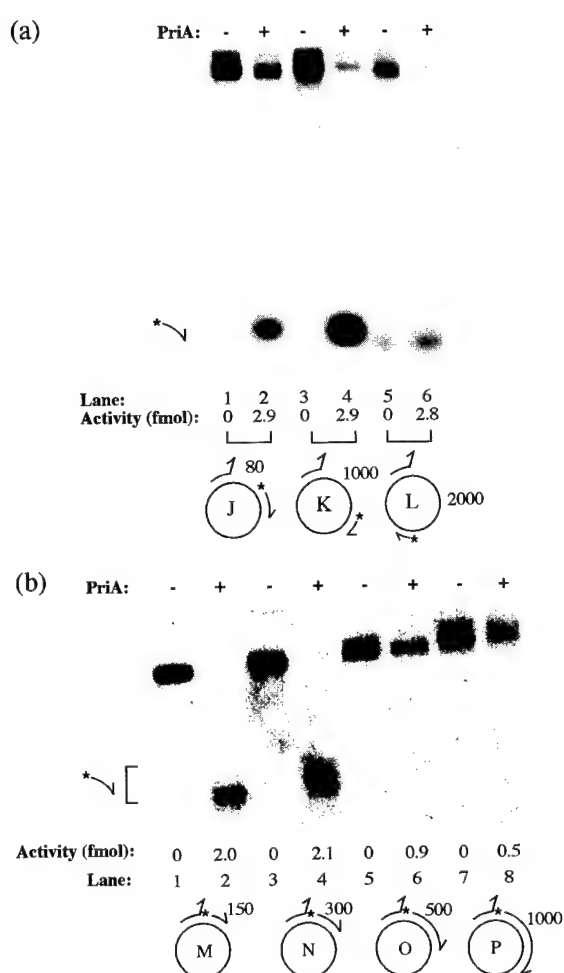 (a)
PriA: - + - + - +
*
Lane: 1 2 3 4 5 6
Activity (fmol): 0 2.9 0 2.9 0 2.8
80 1000
* J K L 2000
* *
(b)
PriA: - + - + - + - +
*
Activity (fmol): 0 2.0 0 2.1 0 0.9 0 0.5
Lane: 1 2 3 4 5 6 7 8
* 150 * 300 * 500 * 1000
M N O P